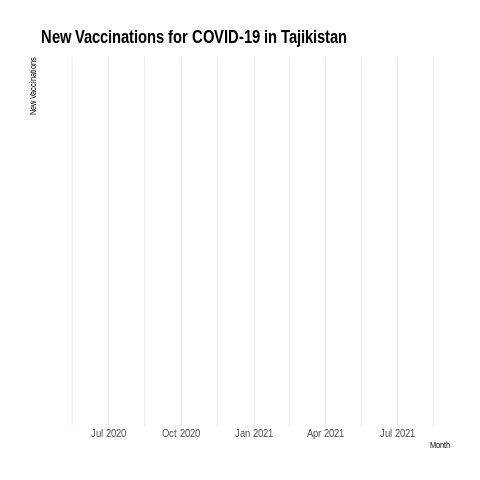 New Vaccinations for COVID-19 in Tajikistan
New Vaccinations
Jul 2020 Oct 2020 Jan 2021 Apr 2021 Jul 2021
Month